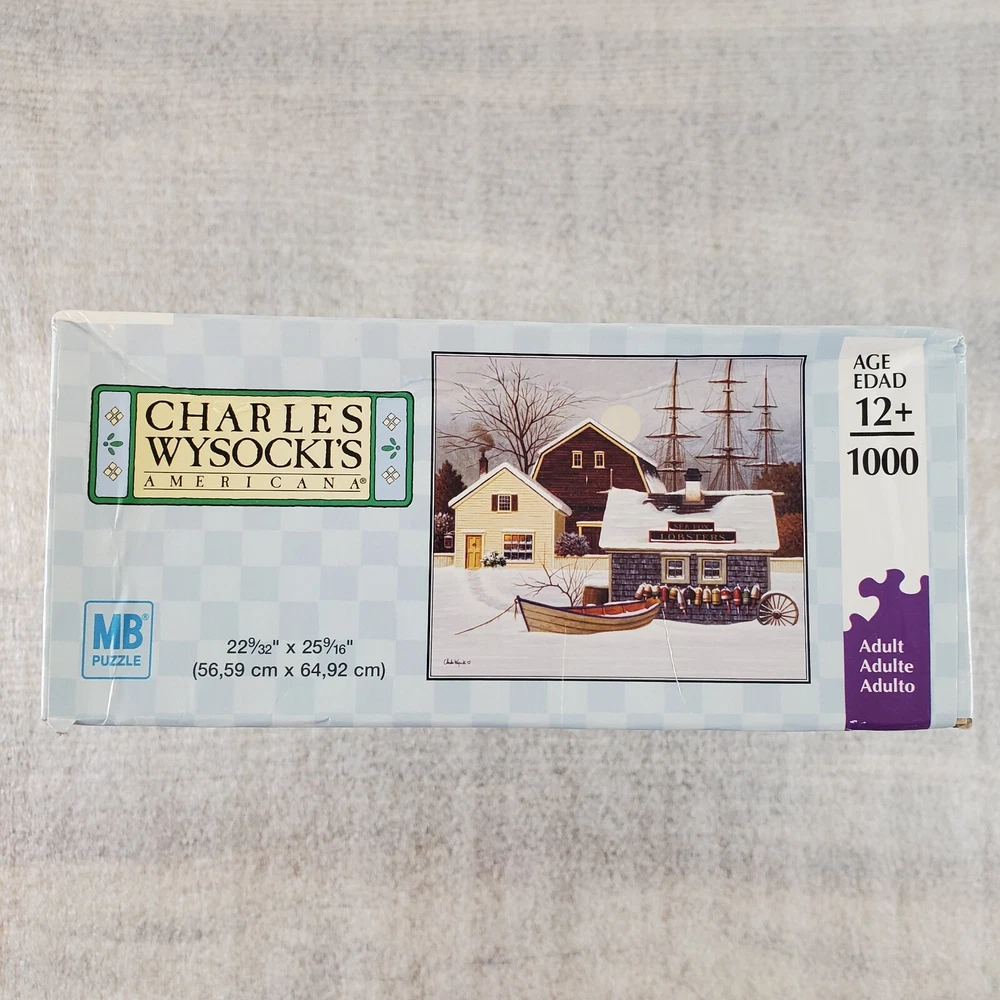 CHARLES
WYSOCKI'S
AMERICANA®
MB®
PUZZLE
22 9/32" x 25 9/16"
(56,59 cm x 64,92 cm)
LOBSTERS
AGE
EDAD
12+
1000
Adult
Adulte
Adulto